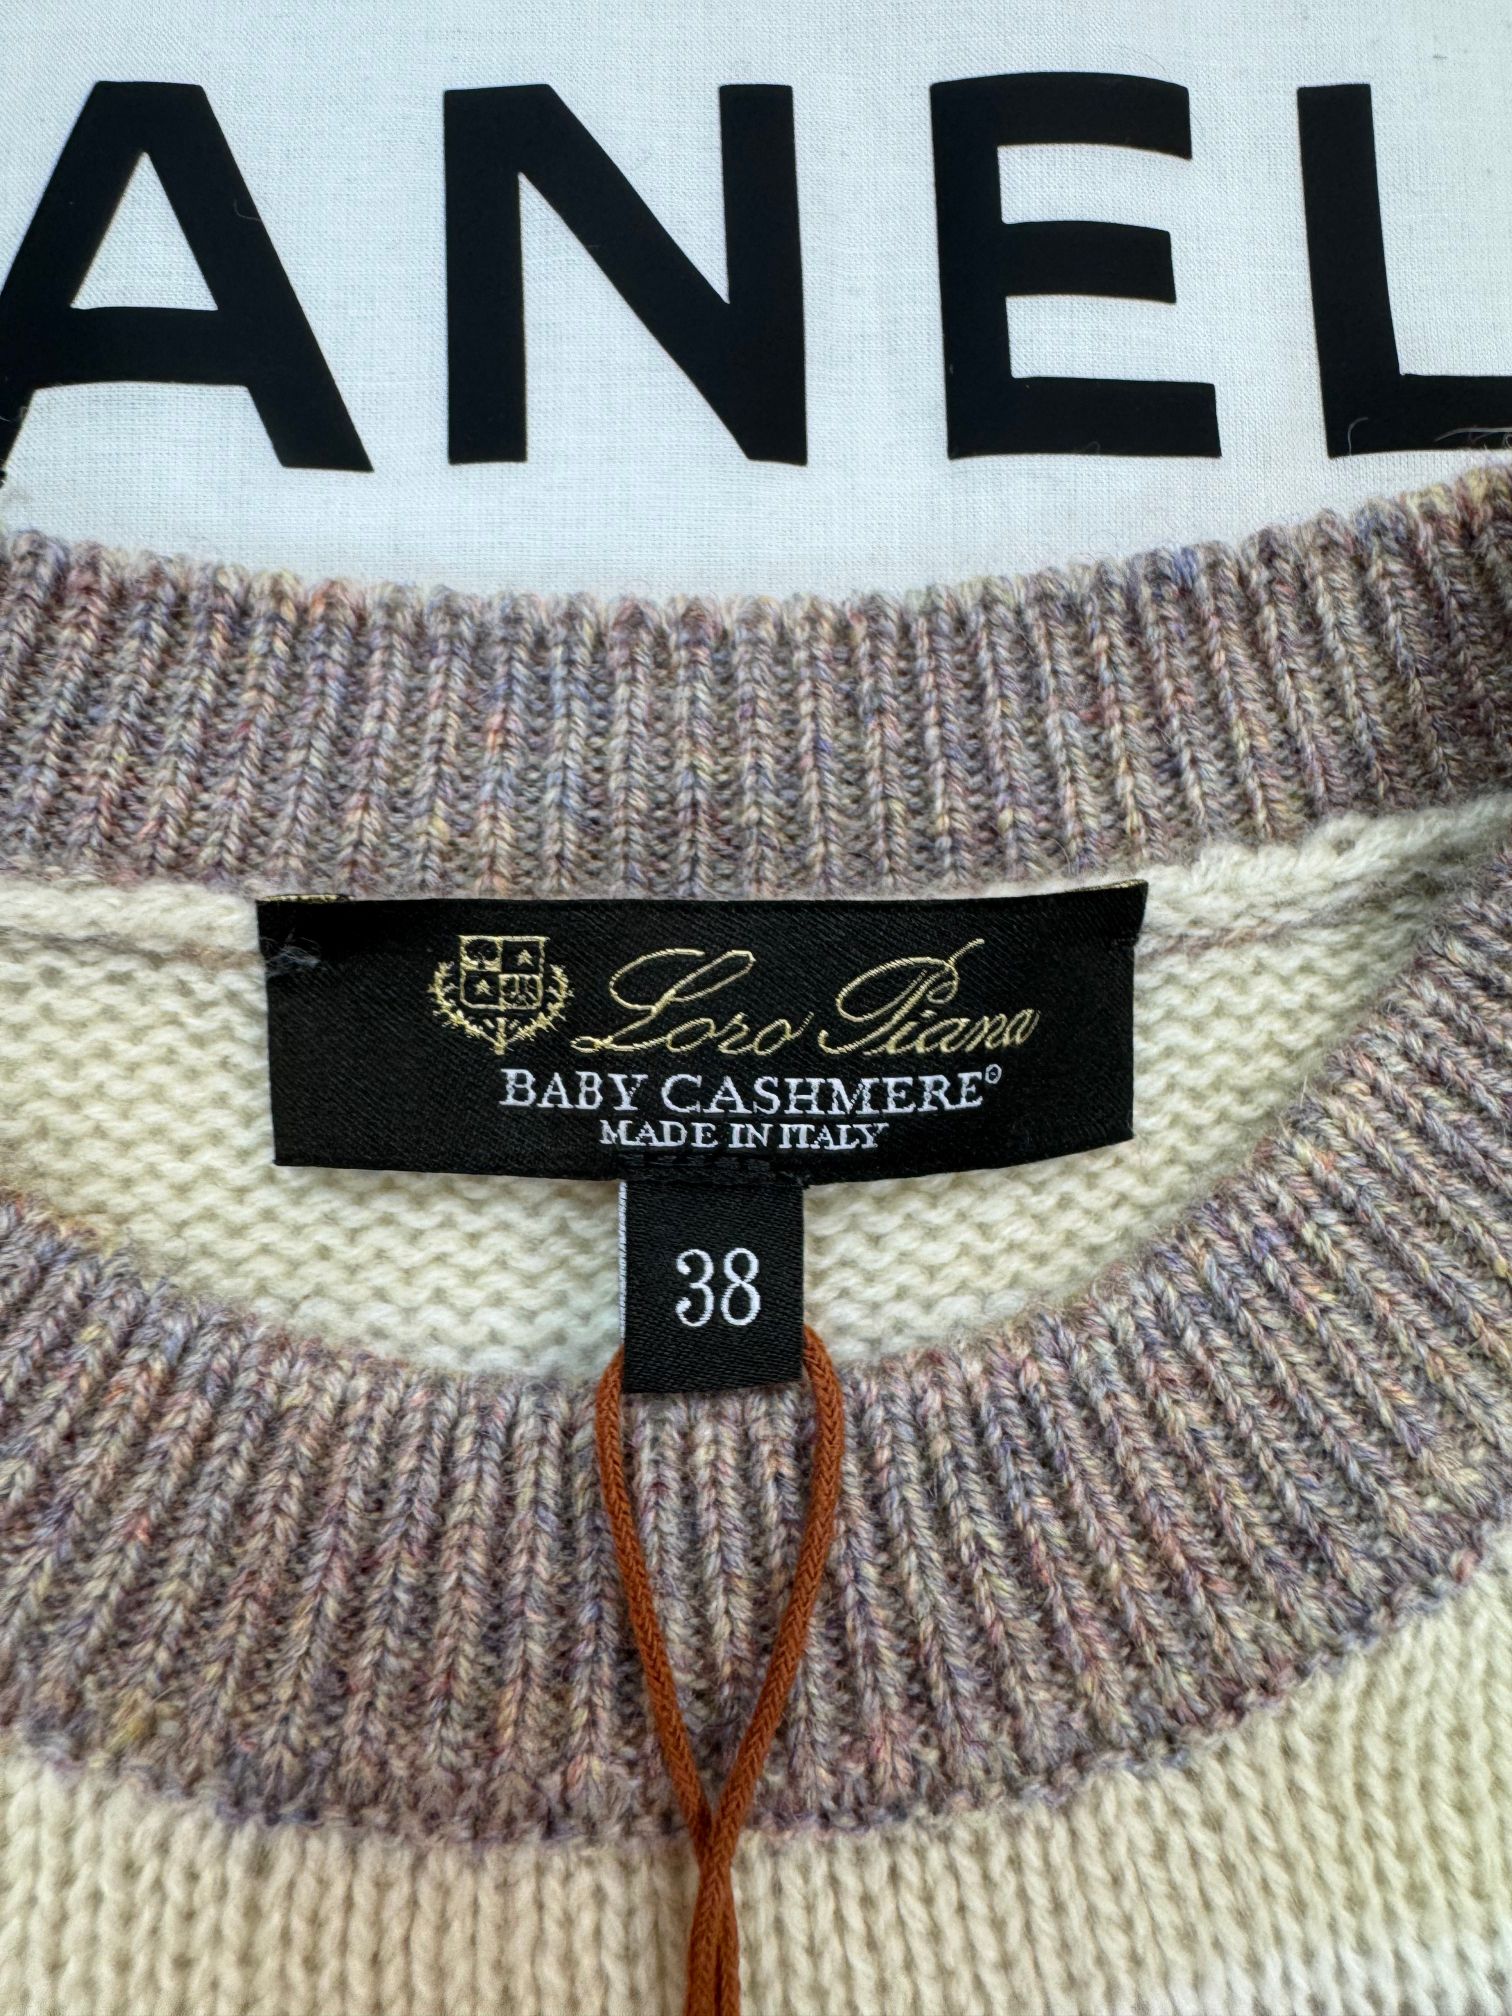 ANEL
Loro Piana
BABY CASHMERE®
MADE IN ITALY
38